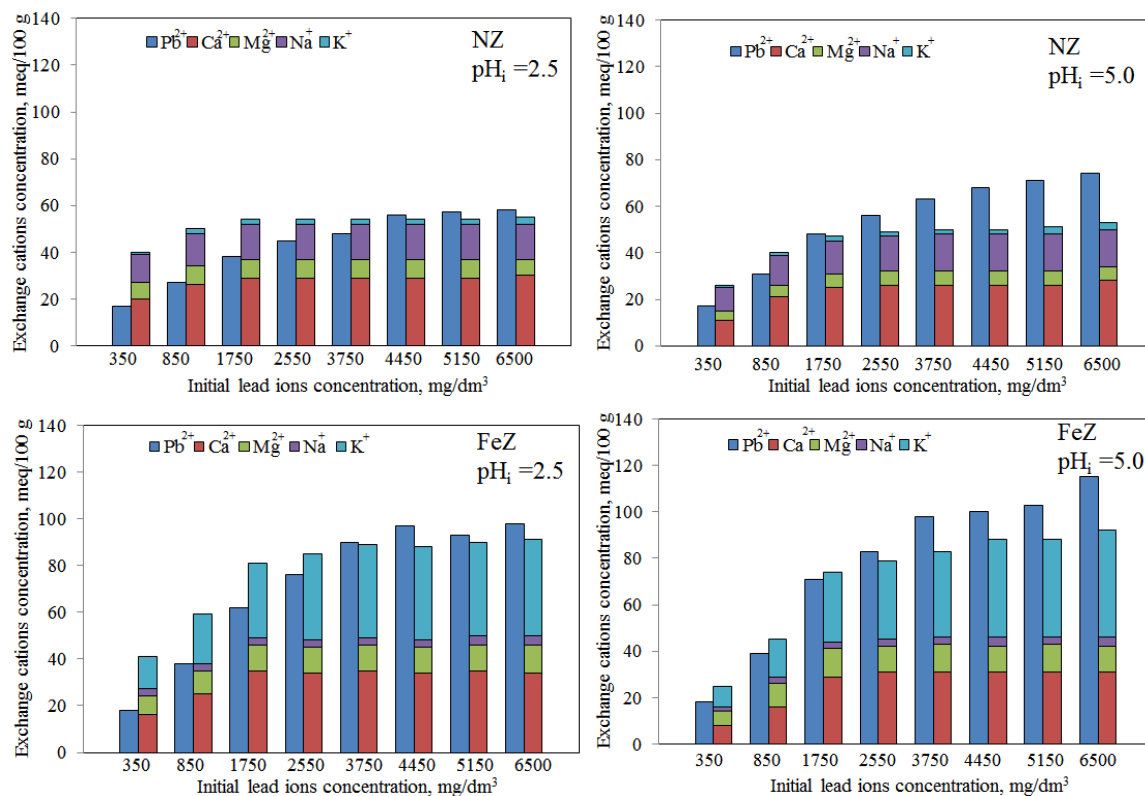 Exchange cations concentration, meq/100 g
140
120
100
80
60
40
20
0
Pb²⁺ Ca²⁺ Mg²⁺ Na⁺ K⁺
NZ
pHᵢ =2.5
350 850 1750 2550 3750 4450 5150 6500
Initial lead ions concentration, mg/dm³
Exchange cations concentration, meq/100 g
140
120
100
80
60
40
20
0
Pb²⁺ Ca²⁺ Mg²⁺ Na⁺ K⁺
NZ
pHᵢ =5.0
350 850 1750 2550 3750 4450 5150 6500
Initial lead ions concentration, mg/dm³
Exchange cations concentration, meq/100 g
140
120
100
80
60
40
20
0
Pb²⁺ Ca²⁺ Mg²⁺ Na⁺ K⁺
FeZ
pHᵢ =2.5
350 850 1750 2550 3750 4450 5150 6500
Initial lead ions concentration, mg/dm³
Exchange cations concentration, meq/100 g
140
120
100
80
60
40
20
0
Pb²⁺ Ca²⁺ Mg²⁺ Na⁺ K⁺
FeZ
pHᵢ =5.0
350 850 1750 2550 3750 4450 5150 6500
Initial lead ions concentration, mg/dm³